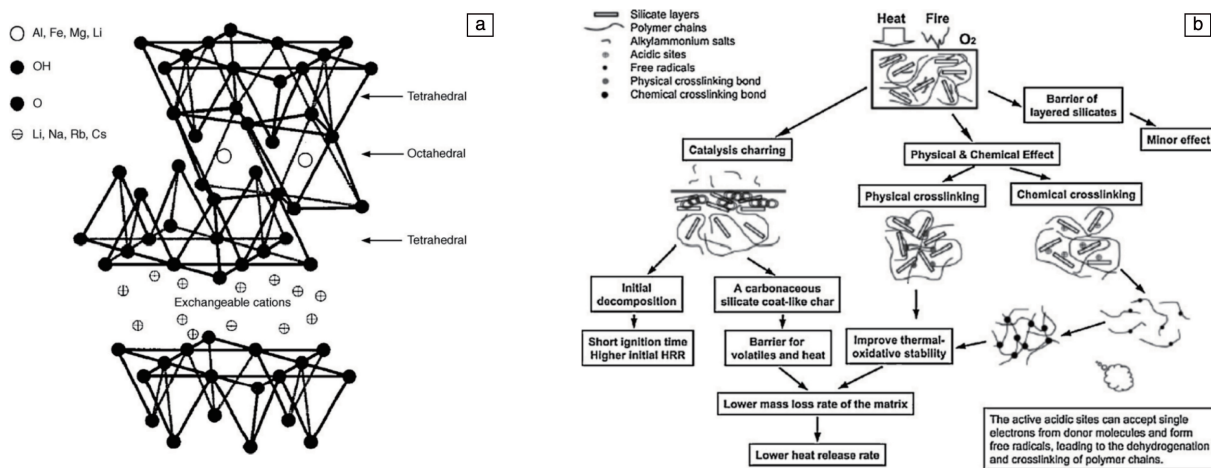 a
Al, Fe, Mg, Li
OH
O
Li, Na, Rb, Cs
Tetrahedral
Octahedral
Tetrahedral
Exchangeable cations
b
Silicate layers
Polymer chains
Alkylammonium salts
Acidic sites
Free radicals
Physical crosslinking bond
Chemical crosslinking bond
Heat
Fire
O₂
Barrier of
layered silicates
Minor effect
Catalysis charring
Physical & Chemical Effect
Physical crosslinking
Chemical crosslinking
Initial
decomposition
A carbonaceous
silicate coat-like char
Short ignition time
Higher initial HRR
Barrier for
volatiles and heat
Improve thermal-
oxidative stability
Lower mass loss rate of the matrix
Lower heat release rate
The active acidic sites can accept single
electrons from donor molecules and form
free radicals, leading to the dehydrogenation
and crosslinking of polymer chains.